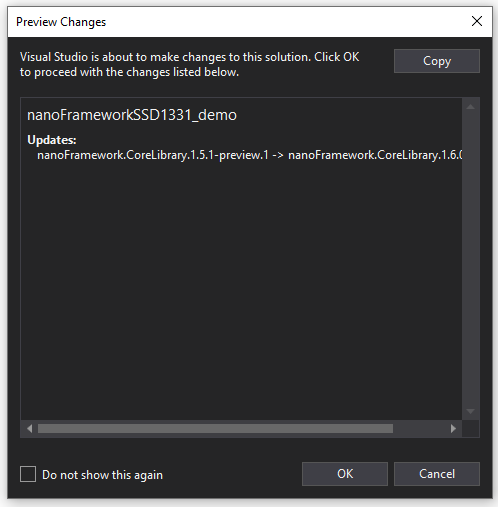 Preview Changes
Visual Studio is about to make changes to this solution. Click OK
to proceed with the changes listed below.
Copy
nanoFrameworkSSD1331_demo
Updates:
nanoFramework.CoreLibrary.1.5.1-preview.1 -> nanoFramework.CoreLibrary.1.6.0
Do not show this again
OK
Cancel